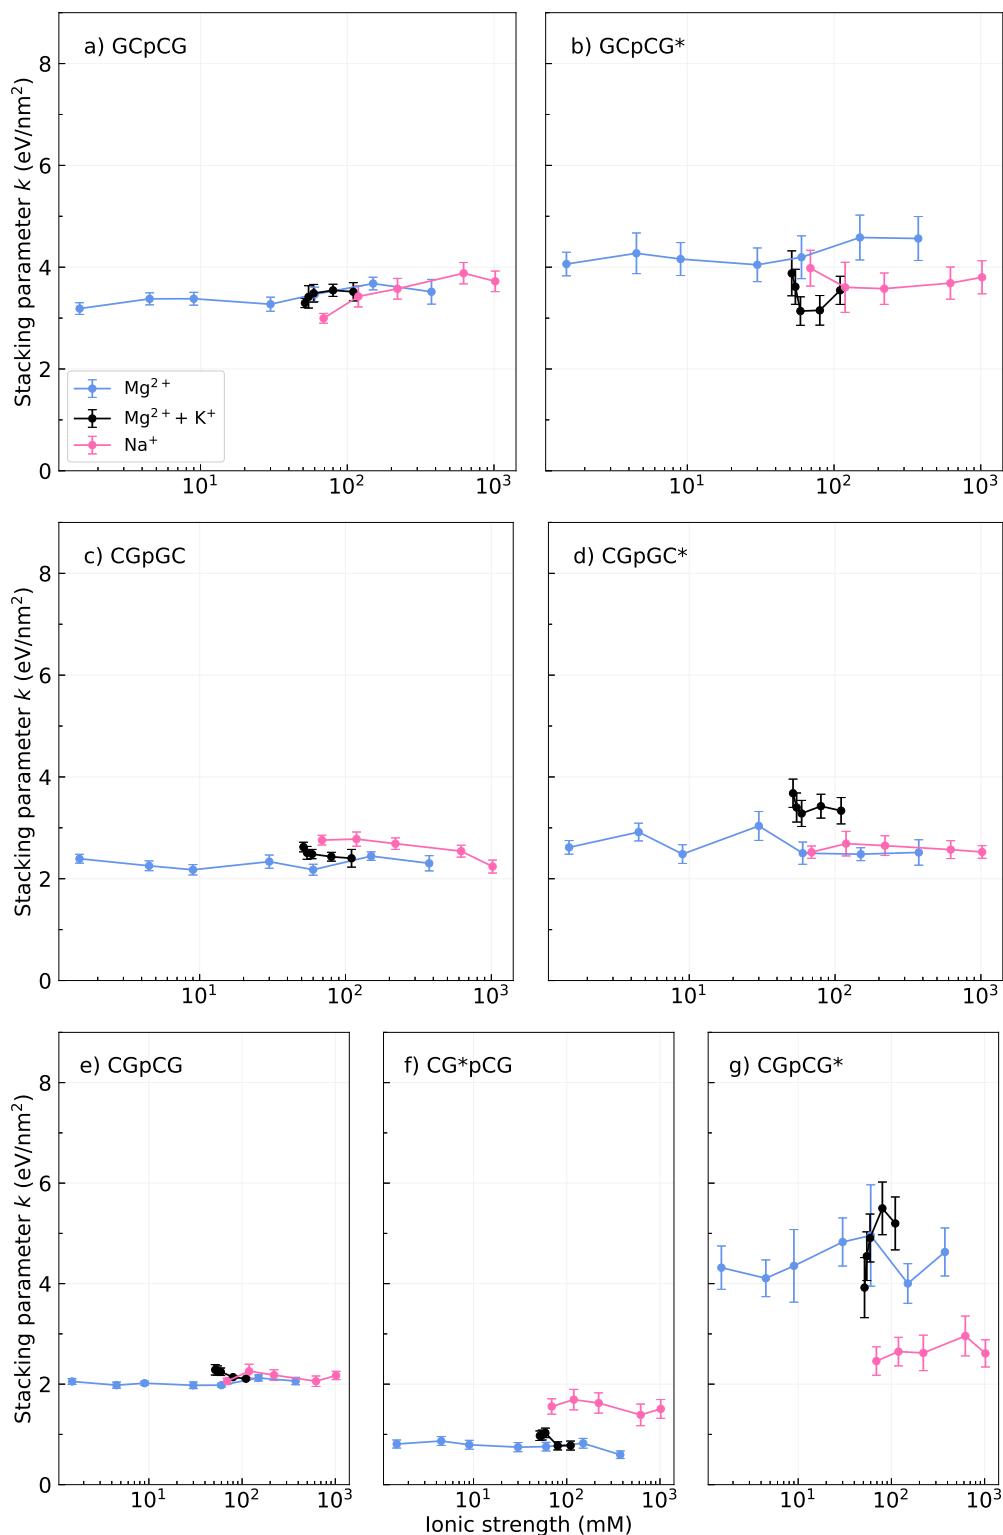 a) GCpCG
b) GCpCG*
Stacking parameter k (eV/nm²)
8
6
4
2
0
Mg²⁺
Mg²⁺ + K⁺
Na⁺
10¹ 10² 10³
10¹ 10² 10³
c) CGpGC
d) CGpGC*
Stacking parameter k (eV/nm²)
8
6
4
2
0
10¹ 10² 10³
10¹ 10² 10³
e) CGpCG
f) CG*pCG
g) CGpCG*
Stacking parameter k (eV/nm²)
8
6
4
2
0
10¹ 10² 10³
10¹ 10² 10³
10¹ 10² 10³
Ionic strength (mM)